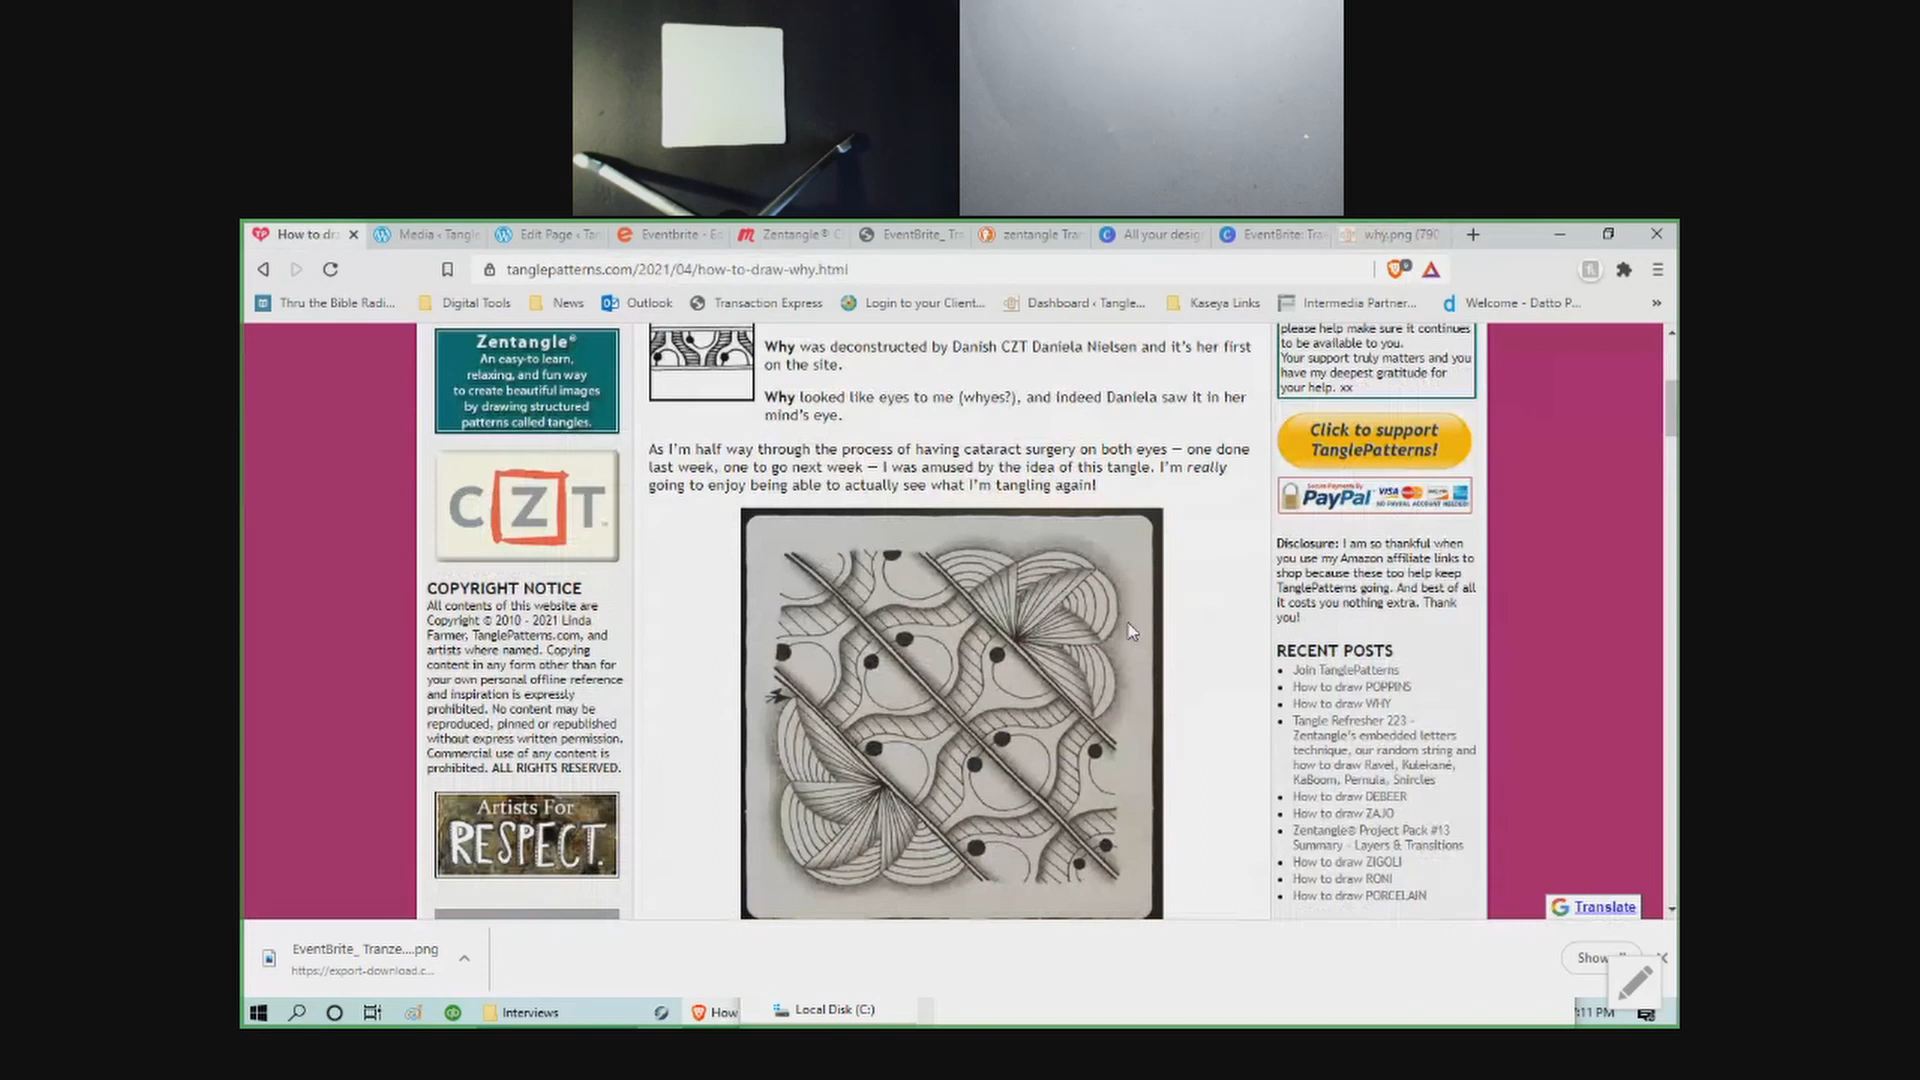 How to dr
Media ‹ Tangle
Edit Page ‹ Tan
Eventbrite - Ed
Zentangle® C
EventBrite_ Tra
zentangle Tran
All your desig
EventBrite: Tra
why.png (790
tanglepatterns.com/2021/04/how-to-draw-why.html
Thru the Bible Radi...
Digital Tools
News
Outlook
Transaction Express
Login to your Client...
Dashboard ‹ Tangle...
Kaseya Links
Intermedia Partner...
Welcome - Datto P...
»
Zentangle®
An easy-to learn,
relaxing, and fun way
to create beautiful images
by drawing structured
patterns called tangles.
CZT
COPYRIGHT NOTICE
All contents of this website are
Copyright © 2010 - 2021 Linda
Farmer, TanglePatterns.com, and
artists where named. Copying
content in any form other than for
your own personal offline reference
and inspiration is expressly
prohibited. No content may be
reproduced, pinned or republished
without express written permission.
Commercial use of any content is
prohibited. ALL RIGHTS RESERVED.
Artists For
RESPECT.
Why was deconstructed by Danish CZT Daniela Nielsen and it's her first
on the site.
Why looked like eyes to me (whyes?), and indeed Daniela saw it in her
mind's eye.
As I'm half way through the process of having cataract surgery on both eyes — one done
last week, one to go next week — I was amused by the idea of this tangle. I'm really
going to enjoy being able to actually see what I'm tangling again!
please help make sure it continues
to be available to you.
Your support truly matters and you
have my deepest gratitude for
your help. xx
Click to support
TanglePatterns!
PayPal VISA
Disclosure: I am so thankful when
you use my Amazon affiliate links to
shop because these too help keep
TanglePatterns going. And best of all
it costs you nothing extra. Thank
you!
RECENT POSTS
Join TanglePatterns
How to draw POPPINS
How to draw WHY
Tangle Refresher 223 -
Zentangle's embedded letters
technique, our random string and
how to draw Ravel, Kulekané,
KaBoom, Pernula, Snircles
How to draw DEBEER
How to draw ZAJO
Zentangle® Project Pack #13
Summary - Layers & Transitions
How to draw ZIGOLI
How to draw RONI
How to draw PORCELAIN
Translate
EventBrite_ Tranze....png
https://export-download.c...
Show
Interviews
How
Local Disk (C:)
:11 PM